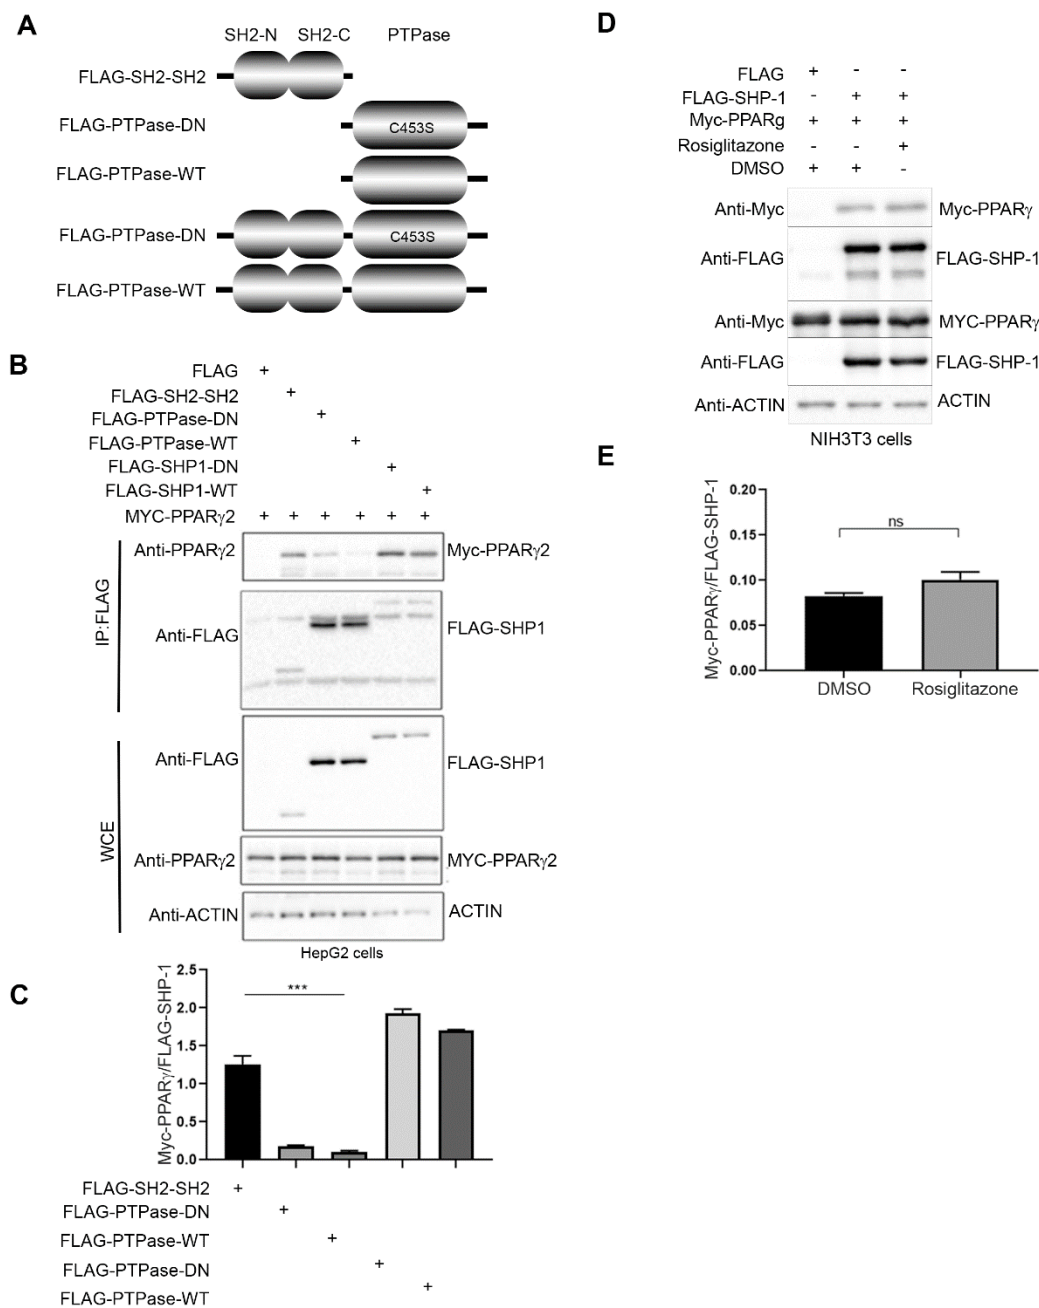 A
SH2-N SH2-C PTPase
FLAG-SH2-SH2
FLAG-PTPase-DN C453S
FLAG-PTPase-WT
FLAG-PTPase-DN C453S
FLAG-PTPase-WT
B
FLAG +
FLAG-SH2-SH2 +
FLAG-PTPase-DN +
FLAG-PTPase-WT +
FLAG-SHP1-DN +
FLAG-SHP1-WT +
MYC-PPARγ2 + + + + + +
IP:FLAG
Anti-PPARγ2 Myc-PPARγ2
Anti-FLAG FLAG-SHP1
WCE
Anti-FLAG FLAG-SHP1
Anti-PPARγ2 MYC-PPARγ2
Anti-ACTIN ACTIN
HepG2 cells
C
Myc-PPARγ/FLAG-SHP-1
2.5
2.0
1.5
1.0
0.5
0.0
***
FLAG-SH2-SH2 +
FLAG-PTPase-DN +
FLAG-PTPase-WT +
FLAG-PTPase-DN +
FLAG-PTPase-WT +
D
FLAG + - -
FLAG-SHP-1 - + +
Myc-PPARg + + +
Rosiglitazone - - +
DMSO + + -
Anti-Myc Myc-PPARγ
Anti-FLAG FLAG-SHP-1
Anti-Myc MYC-PPARγ
Anti-FLAG FLAG-SHP-1
Anti-ACTIN ACTIN
NIH3T3 cells
E
Myc-PPARγ/FLAG-SHP-1
0.20
0.15
0.10
0.05
0.00
ns
DMSO Rosiglitazone